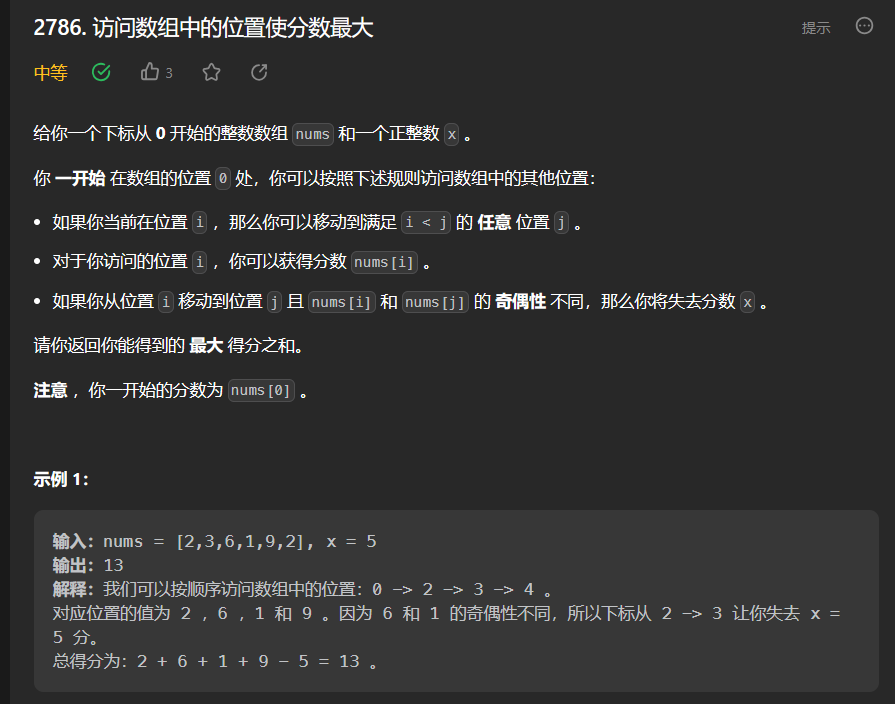 2786. 访问数组中的位置使分数最大
提示
中等
3
给你一个下标从 0 开始的整数数组 nums 和一个正整数 x 。
你 一开始 在数组的位置 0 处，你可以按照下述规则访问数组中的其他位置：
• 如果你当前在位置 i ，那么你可以移动到满足 i < j 的 任意 位置 j 。
• 对于你访问的位置 i ，你可以获得分数 nums[i] 。
• 如果你从位置 i 移动到位置 j 且 nums[i] 和 nums[j] 的 奇偶性 不同，那么你将失去分数 x 。
请你返回你能得到的 最大 得分之和。
注意 ，你一开始的分数为 nums[0] 。
示例 1：
输入：nums = [2,3,6,1,9,2], x = 5
输出：13
解释：我们可以按顺序访问数组中的位置：0 -> 2 -> 3 -> 4 。
对应位置的值为 2 ，6 ，1 和 9 。因为 6 和 1 的奇偶性不同，所以下标从 2 -> 3 让你失去 x =
5 分。
总得分为：2 + 6 + 1 + 9 - 5 = 13 。